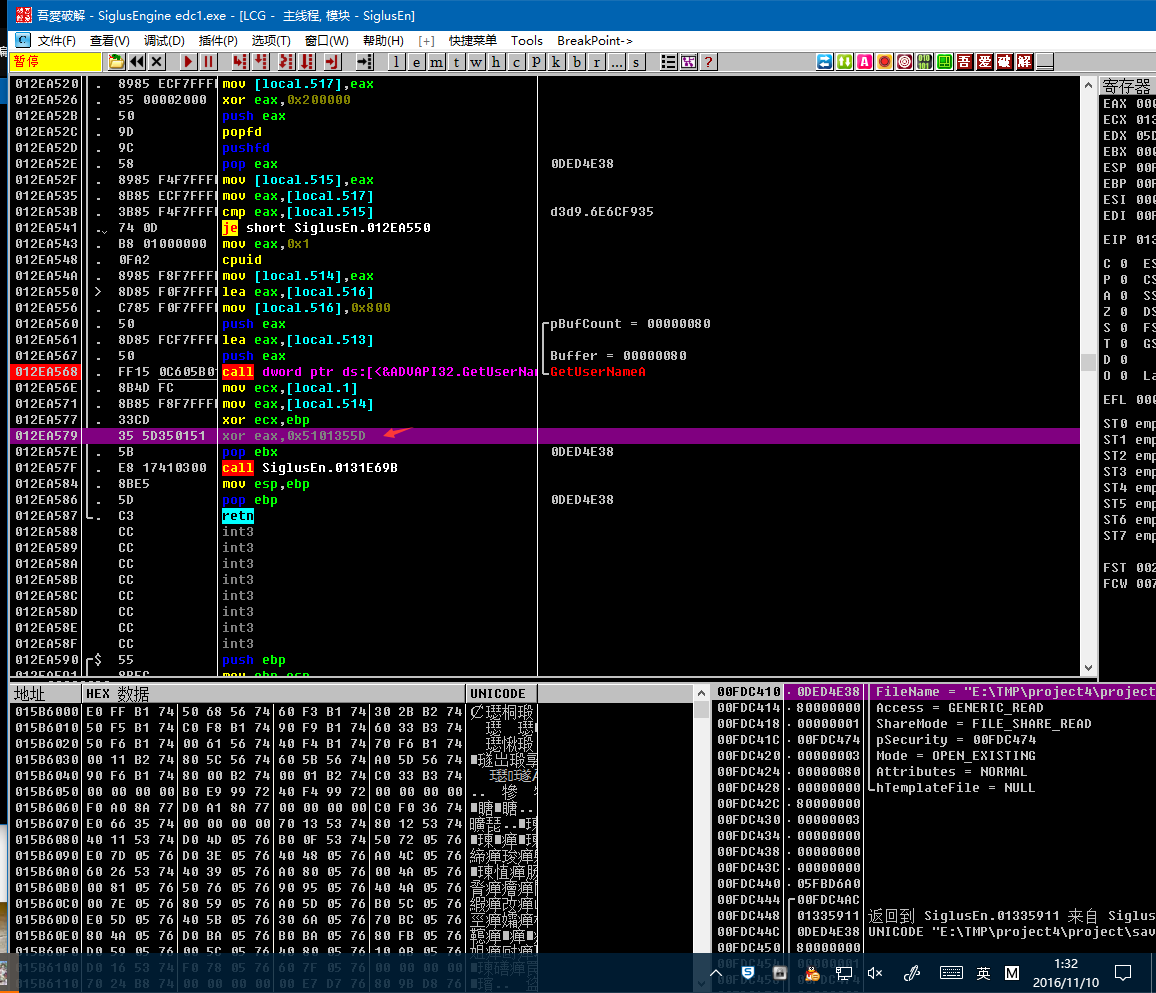 吾愛破解 - SiglusEngine edc1.exe - [LCG - 主线程, 模块 - SiglusEn]
C 文件(F) 查看(V) 调试(D) 插件(P) 选项(T) 窗口(W) 帮助(H) [+] 快捷菜单 Tools BreakPoint->
暂停 l e m t w h c P k b r ... s ? 吾 爱 破 解
寄存器
012EA520 . 8985 ECF7FFFF mov [local.517],eax
012EA526 . 35 00002000 xor eax,0x200000
012EA52B . 50 push eax
012EA52C . 9D popfd
012EA52D . 9C pushfd
012EA52E . 58 pop eax 0DED4E38
012EA52F . 8985 F4F7FFFF mov [local.515],eax
012EA535 . 8B85 ECF7FFFF mov eax,[local.517]
012EA53B . 3B85 F4F7FFFF cmp eax,[local.515] d3d9.6E6CF935
012EA541 . 74 0D je short SiglusEn.012EA550
012EA543 . B8 01000000 mov eax,0x1
012EA548 . 0FA2 cpuid
012EA54A . 8985 F8F7FFFF mov [local.514],eax
012EA550 > 8D85 F0F7FFFF lea eax,[local.516]
012EA556 . C785 F0F7FFFF mov [local.516],0x800
012EA560 . 50 push eax pBufCount = 00000080
012EA561 . 8D85 FCF7FFFF lea eax,[local.513]
012EA567 . 50 push eax Buffer = 00000080
012EA568 . FF15 0C605B01 call dword ptr ds:[<&ADVAPI32.GetUserNam GetUserNameA
012EA56E . 8B4D FC mov ecx,[local.1]
012EA571 . 8B85 F8F7FFFF mov eax,[local.514]
012EA577 . 33CD xor ecx,ebp
012EA579 35 5D350151 xor eax,0x5101355D
012EA57E . 5B pop ebx 0DED4E38
012EA57F . E8 17410300 call SiglusEn.0131E69B
012EA584 . 8BE5 mov esp,ebp
012EA586 . 5D pop ebp 0DED4E38
012EA587 . C3 retn
012EA588 CC int3
012EA589 CC int3
012EA58A CC int3
012EA58B CC int3
012EA58C CC int3
012EA58D CC int3
012EA58E CC int3
012EA58F CC int3
012EA590 $ 55 push ebp
EAX 000
ECX 013
EDX 05D
EBX 000
ESP 00F
EBP 00F
ESI 000
EDI 00F
EIP 013
C 0 ES
P 0 CS
A 0 SS
Z 0 DS
S 0 FS
T 0 GS
D 0
O 0 La
EFL 000
ST0 emp
ST1 emp
ST2 emp
ST3 emp
ST4 emp
ST5 emp
ST6 emp
ST7 emp
FST 002
FCW 007
地址 HEX 数据 UNICODE
015B6000 E0 FF B1 74 50 68 56 74 60 F3 B1 74 30 2B B2 74
015B6010 50 F5 B1 74 C0 F8 B1 74 90 F9 B1 74 60 33 B3 74
015B6020 50 F6 B1 74 00 61 56 74 40 F4 B1 74 70 F6 B1 74
015B6030 00 11 B2 74 80 5C 56 74 60 5B 56 74 A0 5D 56 74
015B6040 90 F6 B1 74 80 00 B2 74 00 01 B2 74 C0 33 B3 74
015B6050 00 00 00 00 B0 E9 99 72 40 F4 99 72 00 00 00 00
015B6060 F0 A0 8A 77 D0 A1 8A 77 00 00 00 00 C0 F0 36 74
015B6070 E0 66 35 74 00 00 00 00 70 13 53 74 80 12 53 74
015B6080 40 11 53 74 D0 4D 05 76 B0 0F 53 74 50 72 05 76
015B6090 E0 7D 05 76 D0 3E 05 76 40 48 05 76 A0 4C 05 76
015B60A0 60 26 53 74 40 39 05 76 A0 80 05 76 00 4A 05 76
015B60B0 00 81 05 76 50 76 05 76 90 95 05 76 40 4A 05 76
015B60C0 00 7E 05 76 80 59 05 76 A0 5D 05 76 B0 5C 05 76
015B60D0 E0 5D 05 76 40 5B 05 76 30 6A 05 76 70 BC 05 76
015B60E0 80 4A 05 76 D0 BA 05 76 B0 BA 05 76 80 FB 05 76
015B6100 D0 16 53 74 F0 78 05 76 60 7F 05 76 00 00 00 00
00FDC410 0DED4E38 FileName = "E:\TMP\project4\project
00FDC414 80000000 Access = GENERIC_READ
00FDC418 00000001 ShareMode = FILE_SHARE_READ
00FDC41C 00FDC474 pSecurity = 00FDC474
00FDC420 00000003 Mode = OPEN_EXISTING
00FDC424 00000080 Attributes = NORMAL
00FDC428 00000000 hTemplateFile = NULL
00FDC42C 80000000
00FDC430 00000003
00FDC434 00000000
00FDC438 00000000
00FDC43C 00000000
00FDC440 05FBD6A0
00FDC444 00FDC4AC
00FDC448 01335911 返回到 SiglusEn.01335911 来自 Siglus
00FDC44C 0DED4E38 UNICODE "E:\TMP\project4\project\sav
00FDC450 80000000
英 M
1:32
2016/11/10